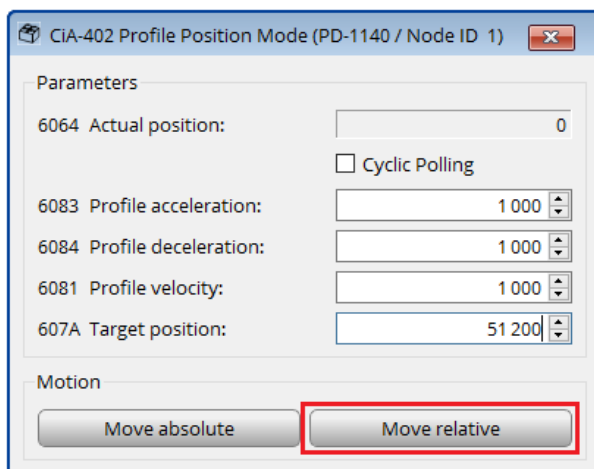 CiA-402 Profile Position Mode (PD-1140 / Node ID  1)
Parameters
6064  Actual position: 0
Cyclic Polling
6083  Profile acceleration: 1 000
6084  Profile deceleration: 1 000
6081  Profile velocity: 1 000
607A  Target position: 51 200
Motion
Move absolute Move relative